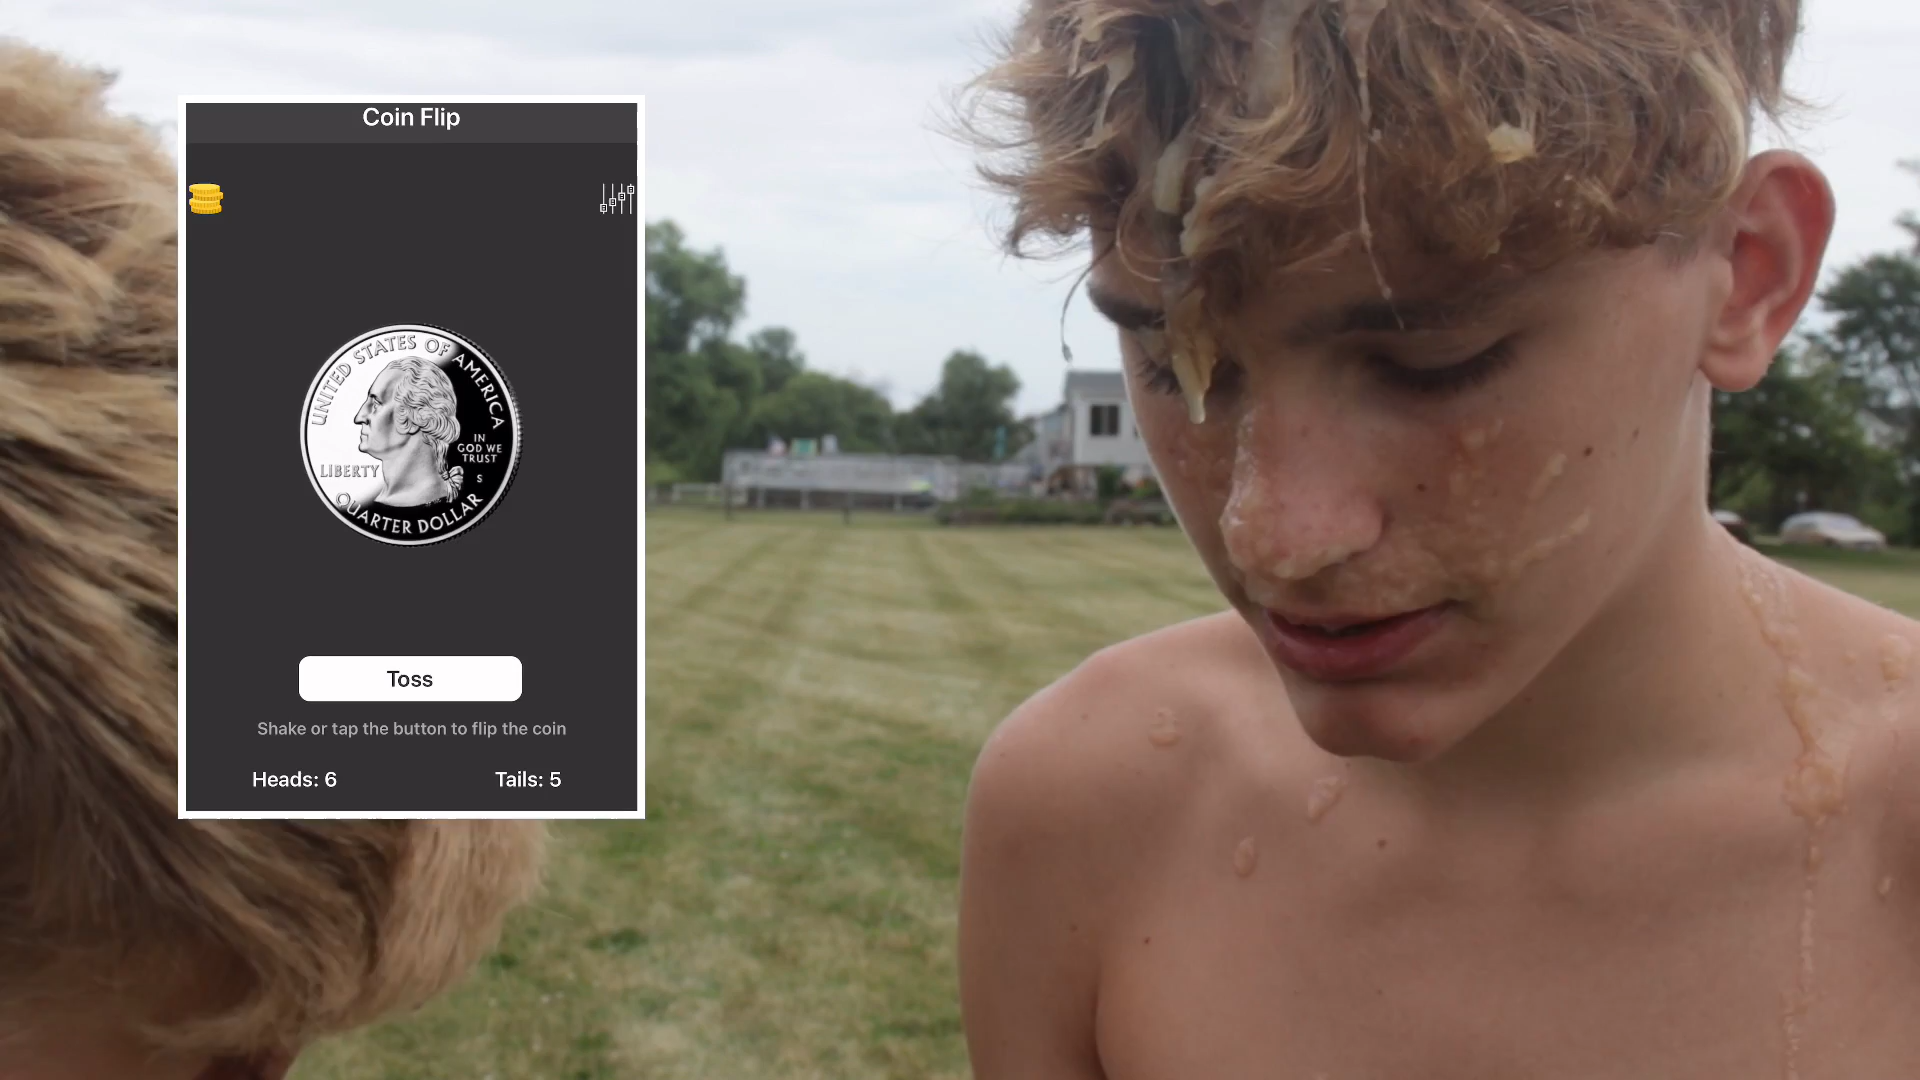 Coin Flip
UNITED STATES OF AMERICA
IN
GOD WE
TRUST
LIBERTY
S
QUARTER DOLLAR
Toss
Shake or tap the button to flip the coin
Heads: 6
Tails: 5